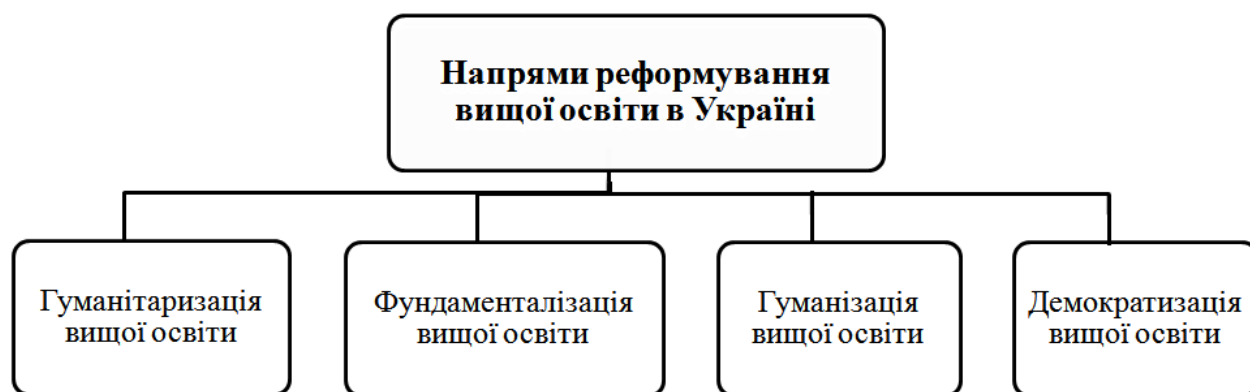 Напрями реформування
вищої освіти в Україні
Гуманітаризація
вищої освіти
Фундаменталізація
вищої освіти
Гуманізація
вищої освіти
Демократизація
вищої освіти